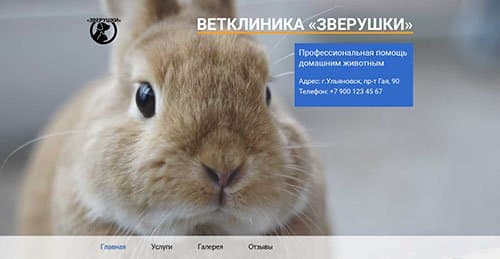 «ЗВЕРУШКИ»
ВЕТКЛИНИКА «ЗВЕРУШКИ»
Профессиональная помощь
домашним животным
Адрес: г.Ульяновск, пр-т Гая, 90
Телефон: +7 900 123 45 67
Главная Услуги Галерея Отзывы